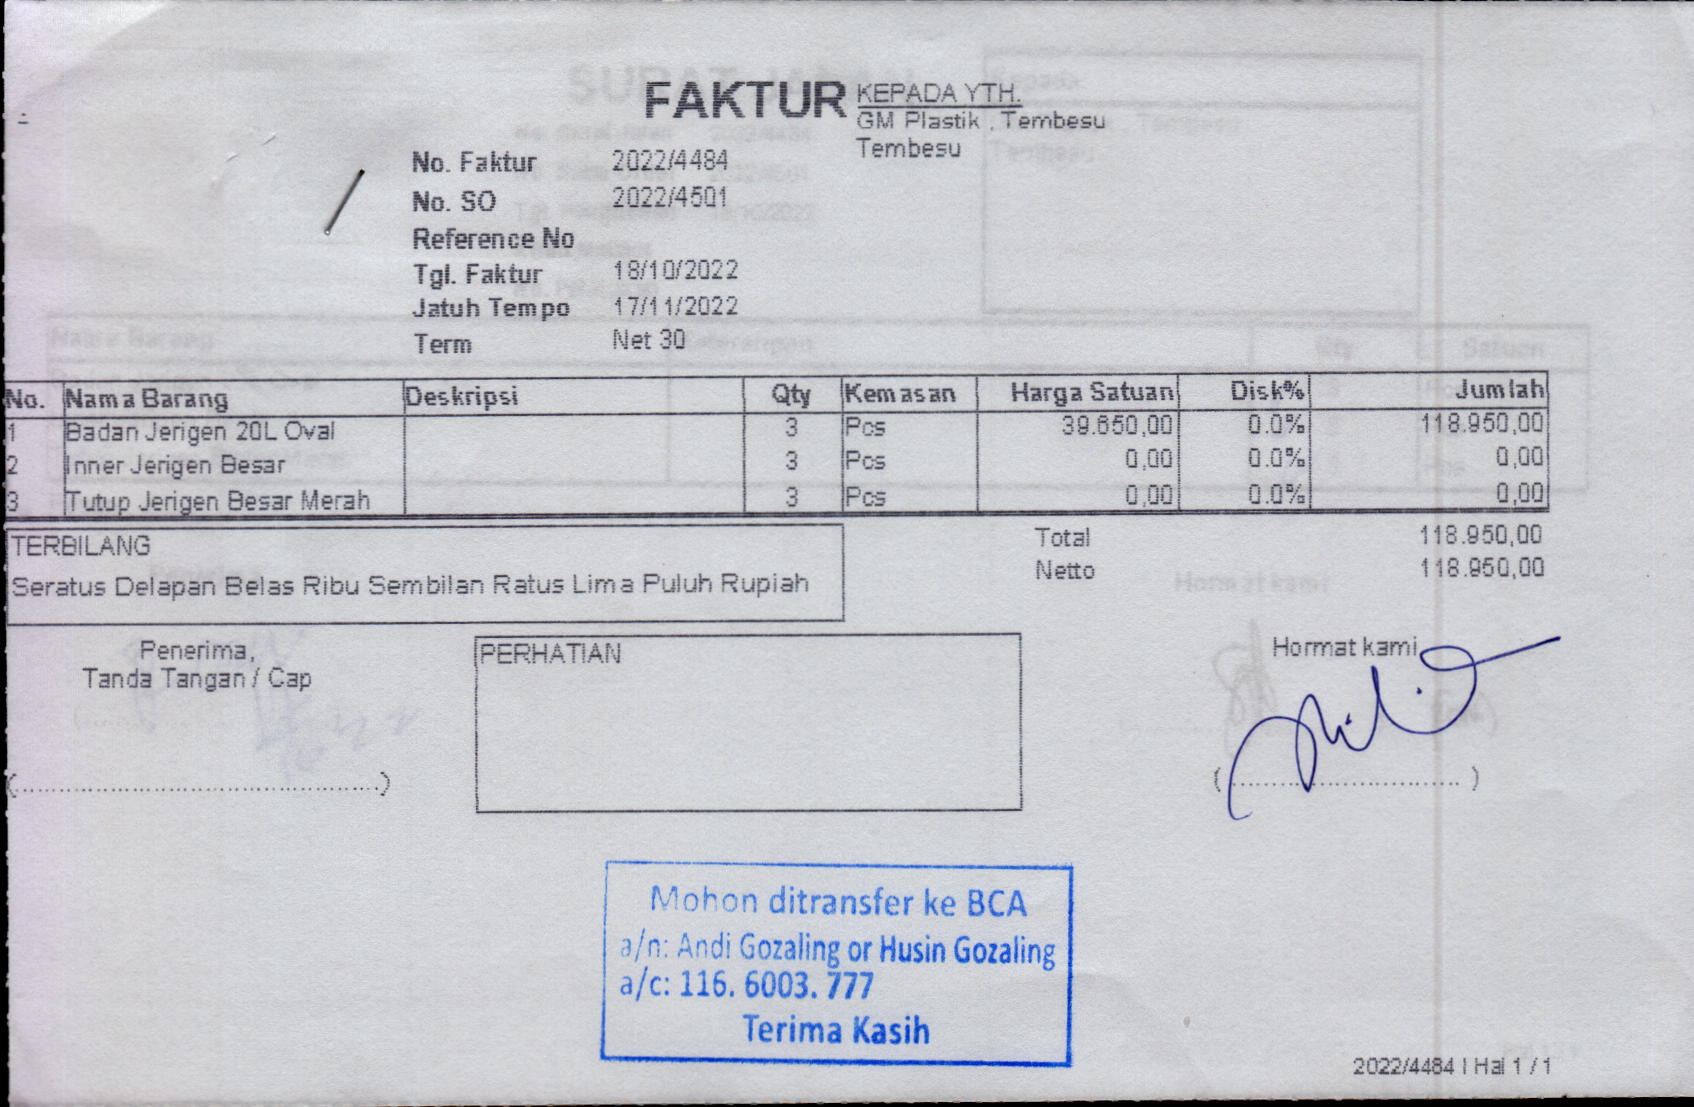 FAKTUR
KEPADA YTH.
GM Plastik , Tembesu
Tembesu
No. Faktur 2022/4484
No. SO 2022/4501
Reference No
Tgl. Faktur 18/10/2022
Jatuh Tempo 17/11/2022
Term Net 30
No. Nama Barang Deskripsi Qty Kemasan Harga Satuan Disk% Jumlah
1 Badan Jerigen 20L Oval 3 Pcs 39.650,00 0.0% 118.950,00
2 Inner Jerigen Besar 3 Pcs 0,00 0.0% 0,00
3 Tutup Jerigen Besar Merah 3 Pcs 0,00 0.0% 0,00
TERBILANG
Seratus Delapan Belas Ribu Sembilan Ratus Lima Puluh Rupiah
Total 118.950,00
Netto 118.950,00
Penerima,
Tanda Tangan / Cap
(..................................................)
PERHATIAN
Hormat kami
(.................................. )
Mohon ditransfer ke BCA
a/n: Andi Gozaling or Husin Gozaling
a/c: 116. 6003. 777
Terima Kasih
2022/4484 | Hal 1 / 1